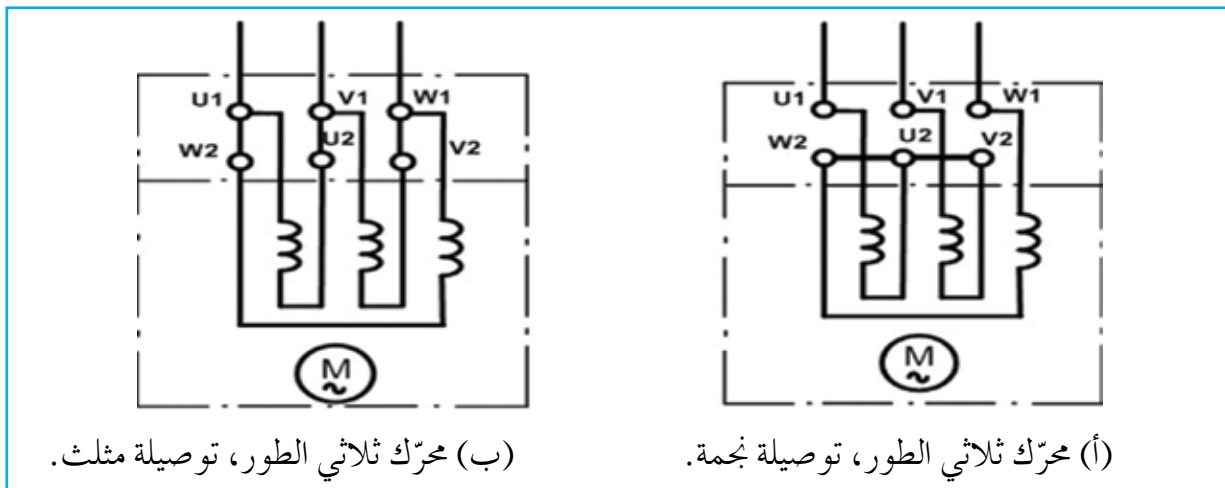 U1 V1 W1
W2 U2 V2
M
~
(أ) محرّك ثلاثي الطور، توصيلة نجمة.
U1 V1 W1
W2 U2 V2
M
~
(ب) محرّك ثلاثي الطور، توصيلة مثلث.